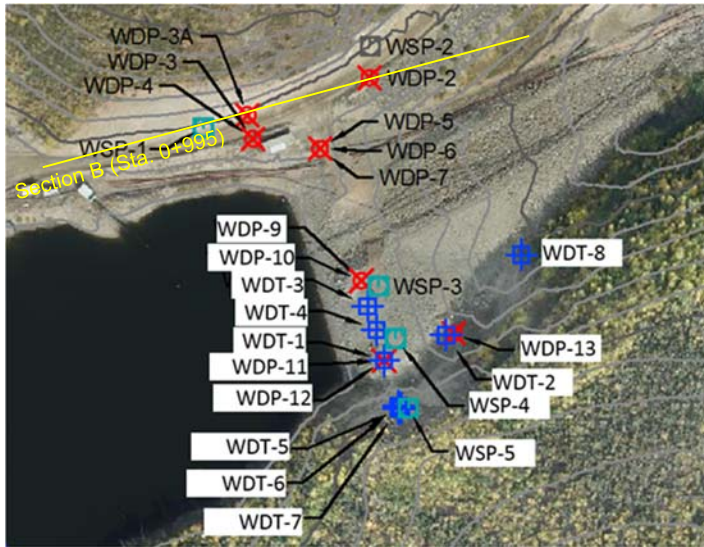 WDP-3A
WSP-2
WDP-3
WDP-4
WDP-2
WSP-1
WDP-5
WDP-6
WDP-7
Section B (Sta. 0+995)
WDP-9
WDP-10
WDT-3
WSP-3
WDT-8
WDT-4
WDT-1
WDP-11
WDP-13
WDP-12
WDT-2
WSP-4
WDT-5
WSP-5
WDT-6
WDT-7